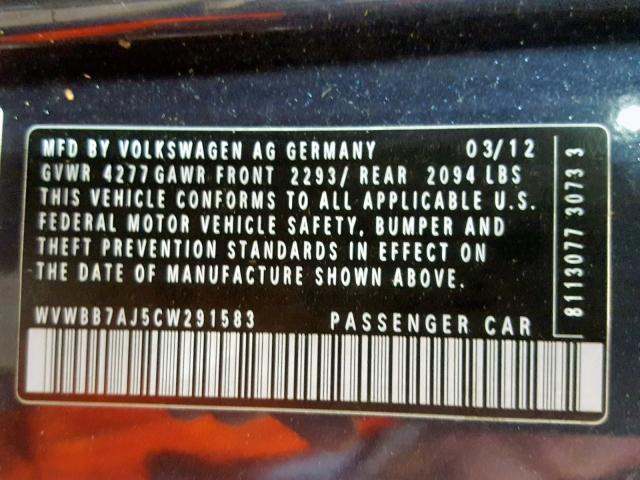 MFD BY VOLKSWAGEN AG GERMANY 03/12
GVWR 4277 GAWR FRONT 2293/ REAR 2094 LBS
THIS VEHICLE CONFORMS TO ALL APPLICABLE U.S.
FEDERAL MOTOR VEHICLE SAFETY, BUMPER AND
THEFT PREVENTION STANDARDS IN EFFECT ON
THE DATE OF MANUFACTURE SHOWN ABOVE.
WVWBB7AJ5CW291583 PASSENGER CAR
8113077 3073 3